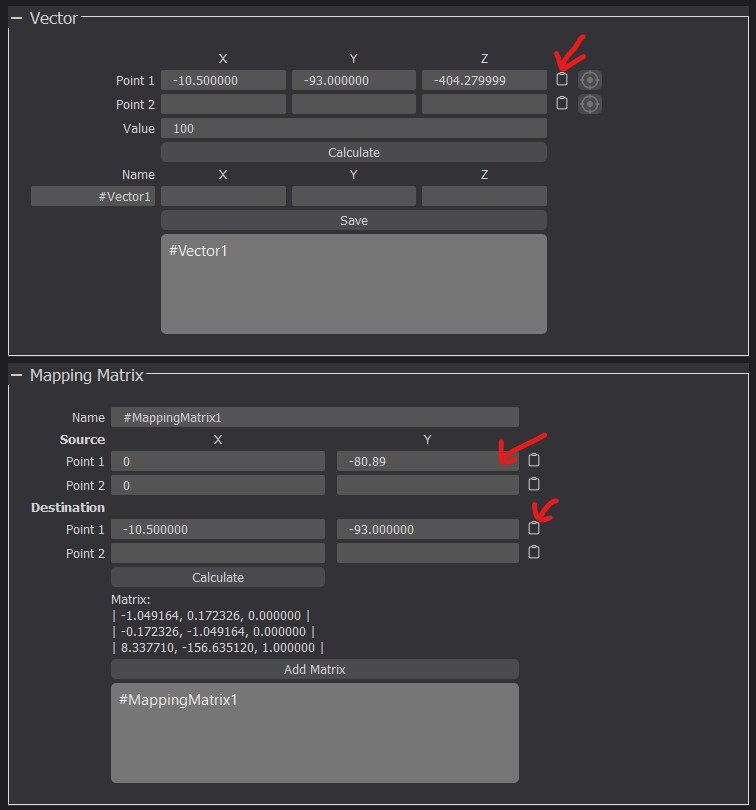 Vector
X Y Z
Point 1 -10.500000 -93.000000 -404.279999
Point 2
Value 100
Calculate
Name X Y Z
#Vector1
Save
#Vector1
Mapping Matrix
Name #MappingMatrix1
Source X Y
Point 1 0 -80.89
Point 2 0
Destination
Point 1 -10.500000 -93.000000
Point 2
Calculate
Matrix:
| -1.049164, 0.172326, 0.000000 |
| -0.172326, -1.049164, 0.000000 |
| 8.337710, -156.635120, 1.000000 |
Add Matrix
#MappingMatrix1